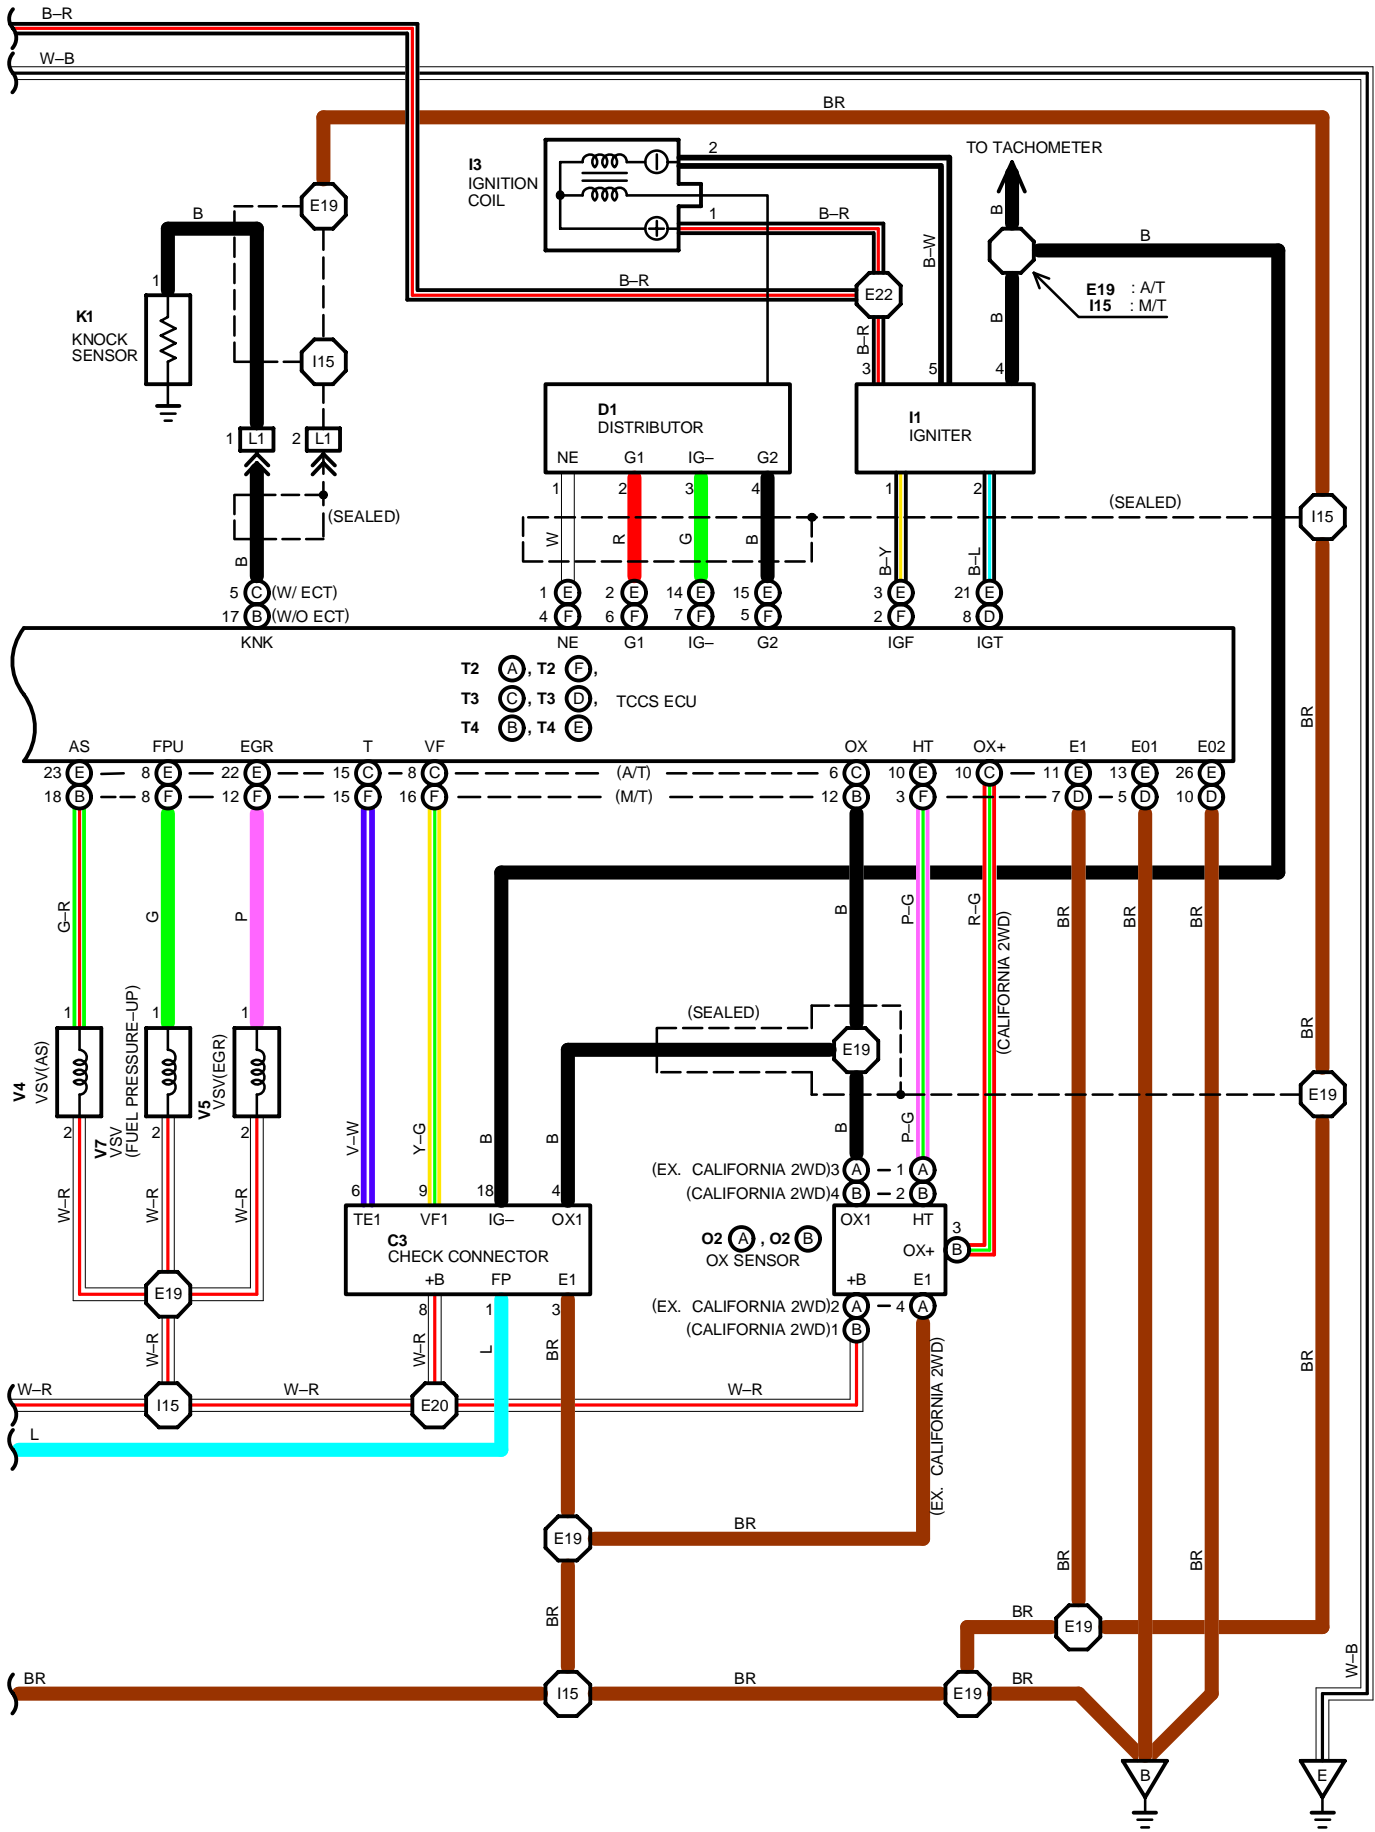 B–R
W–B
BR
I3
IGNITION
COIL
2
1
TO TACHOMETER
B
E19
B
B–R
B–W
B
B–R
E22
E19 : A/T
I15 : M/T
1
K1
KNOCK
SENSOR
I15
B–R
B
3
5
4
D1
DISTRIBUTOR
I1
IGNITER
1 L1
2 L1
NE G1 IG– G2
1 2 3 4
1 2
(SEALED)
(SEALED)
I15
W R G B
B–Y B–L
B
5 C (W/ ECT)
1 E 2 E 14 E 15 E 3 E 21 E
17 B (W/O ECT)
4 F 6 F 7 F 5 F 2 F 8 D
KNK NE G1 IG– G2 IGF IGT
T2 A , T2 F ,
T3 C , T3 D , TCCS ECU
T4 B , T4 E
BR
AS FPU EGR T VF OX HT OX+ E1 E01 E02
23 E 8 E 22 E 15 C 8 C (A/T) 6 C 10 E 10 C 11 E 13 E 26 E
18 B 8 F 12 F 15 F 16 F (M/T) 12 B 3 F 7 D 5 D 10 D
G–R G P B P–G R–G BR BR BR
(CALIFORNIA 2WD)
1 1 1
(SEALED)
BR
V4
VSV(AS)
V7
VSV
(FUEL PRESSURE–UP)
V5
VSV(EGR)
E19
E19
2 2 2
V–W Y–G B B B P–G
(EX. CALIFORNIA 2WD)3 A 1 A
(CALIFORNIA 2WD)4 B 2 B
W–R W–R W–R
6 9 18 4
TE1 VF1 IG– OX1
OX1 HT
3
C3
CHECK CONNECTOR
O2 A , O2 B
OX SENSOR
OX+ B
+B FP E1
+B E1
E19
8 1 3
(EX. CALIFORNIA 2WD)2 A 4 A
(CALIFORNIA 2WD)1 B
W–R W–R L BR
BR
W–R
I15
W–R
E20
W–R
(EX. CALIFORNIA 2WD)
L
E19
BR
BR BR
BR
BR
E19
W–B
BR
I15
BR
E19
BR
B
E